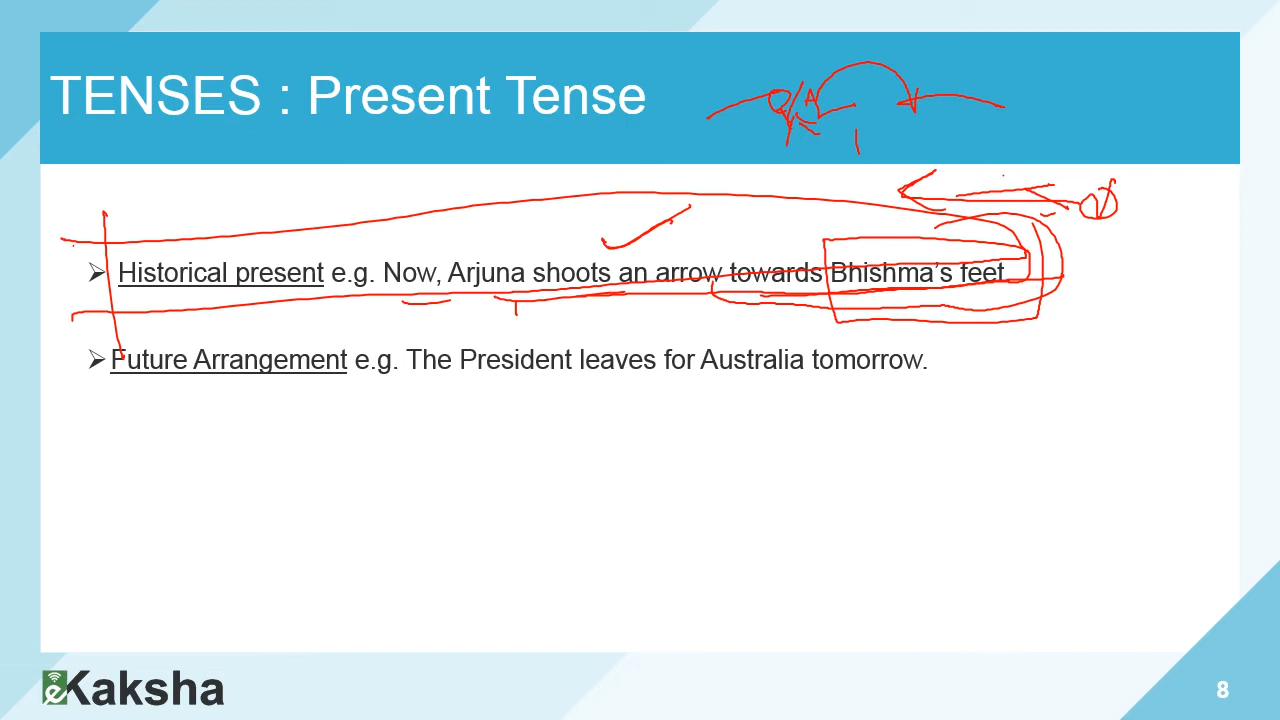 TENSES : Present Tense
➢ Historical present e.g. Now, Arjuna shoots an arrow towards Bhishma's feet
➢ Future Arrangement e.g. The President leaves for Australia tomorrow.
eKaksha
8